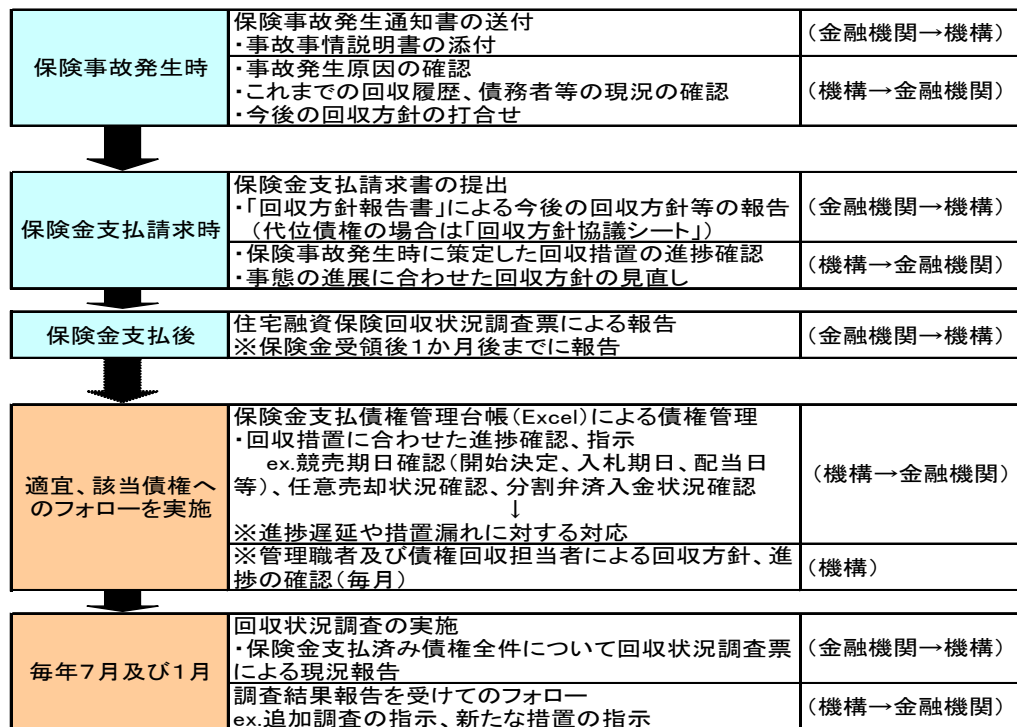 保険事故発生時
保険事故発生通知書の送付
・事故事情説明書の添付
（金融機関→機構）
・事故発生原因の確認
・これまでの回収履歴、債務者等の現況の確認
・今後の回収方針の打合せ
（機構→金融機関）
保険金支払請求時
保険金支払請求書の提出
・「回収方針報告書」による今後の回収方針等の報告
（代位債権の場合は「回収方針協議シート」）
（金融機関→機構）
・保険事故発生時に策定した回収措置の進捗確認
・事態の進展に合わせた回収方針の見直し
（機構→金融機関）
保険金支払後
住宅融資保険回収状況調査票による報告
※保険金受領後１か月後までに報告
（金融機関→機構）
適宜、該当債権へ
のフォローを実施
保険金支払債権管理台帳（Excel）による債権管理
・回収措置に合わせた進捗確認、指示
ex.競売期日確認（開始決定、入札期日、配当日
等）、任意売却状況確認、分割弁済入金状況確認
↓
※進捗遅延や措置漏れに対する対応
（機構→金融機関）
※管理職者及び債権回収担当者による回収方針、進
捗の確認（毎月）
（機構）
毎年７月及び１月
回収状況調査の実施
・保険金支払済み債権全件について回収状況調査票
による現況報告
（金融機関→機構）
調査結果報告を受けてのフォロー
ex.追加調査の指示、新たな措置の指示
（機構→金融機関）